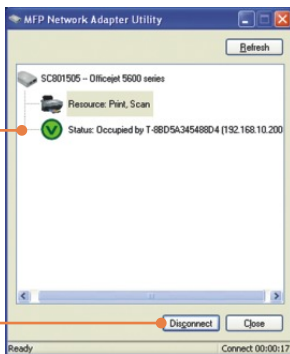 MFP Network Adapter Utility
Refresh
SC801505 – Officejet 5600 series
Resource: Print, Scan
Status: Occupied by T-8BD5A345488D4 (192.168.10.200
Disconnect
Close
Ready
Connect 00:00:17